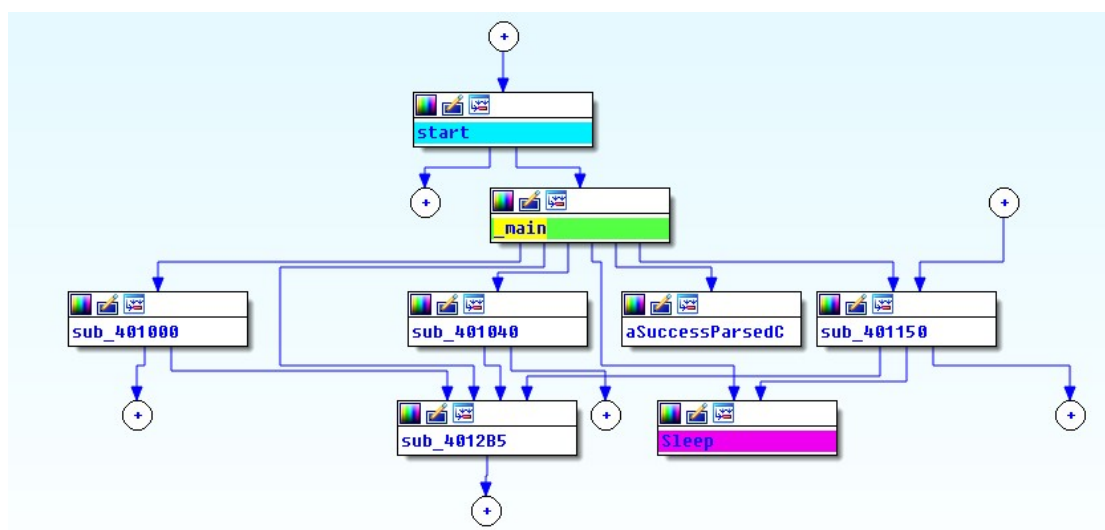 +
start
+
_main
+
sub_401000
sub_401040
aSuccessParsedC
sub_401150
+
sub_4012B5
+
Sleep
+
+